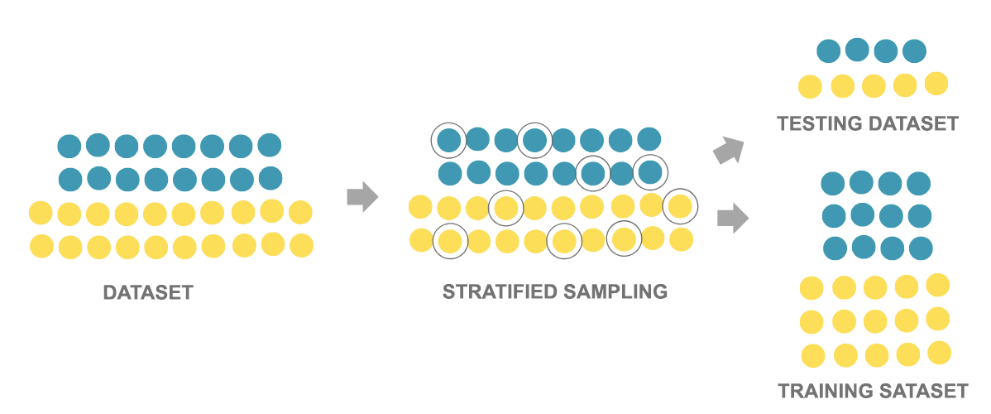 DATASET
STRATIFIED SAMPLING
TESTING DATASET
TRAINING SATASET